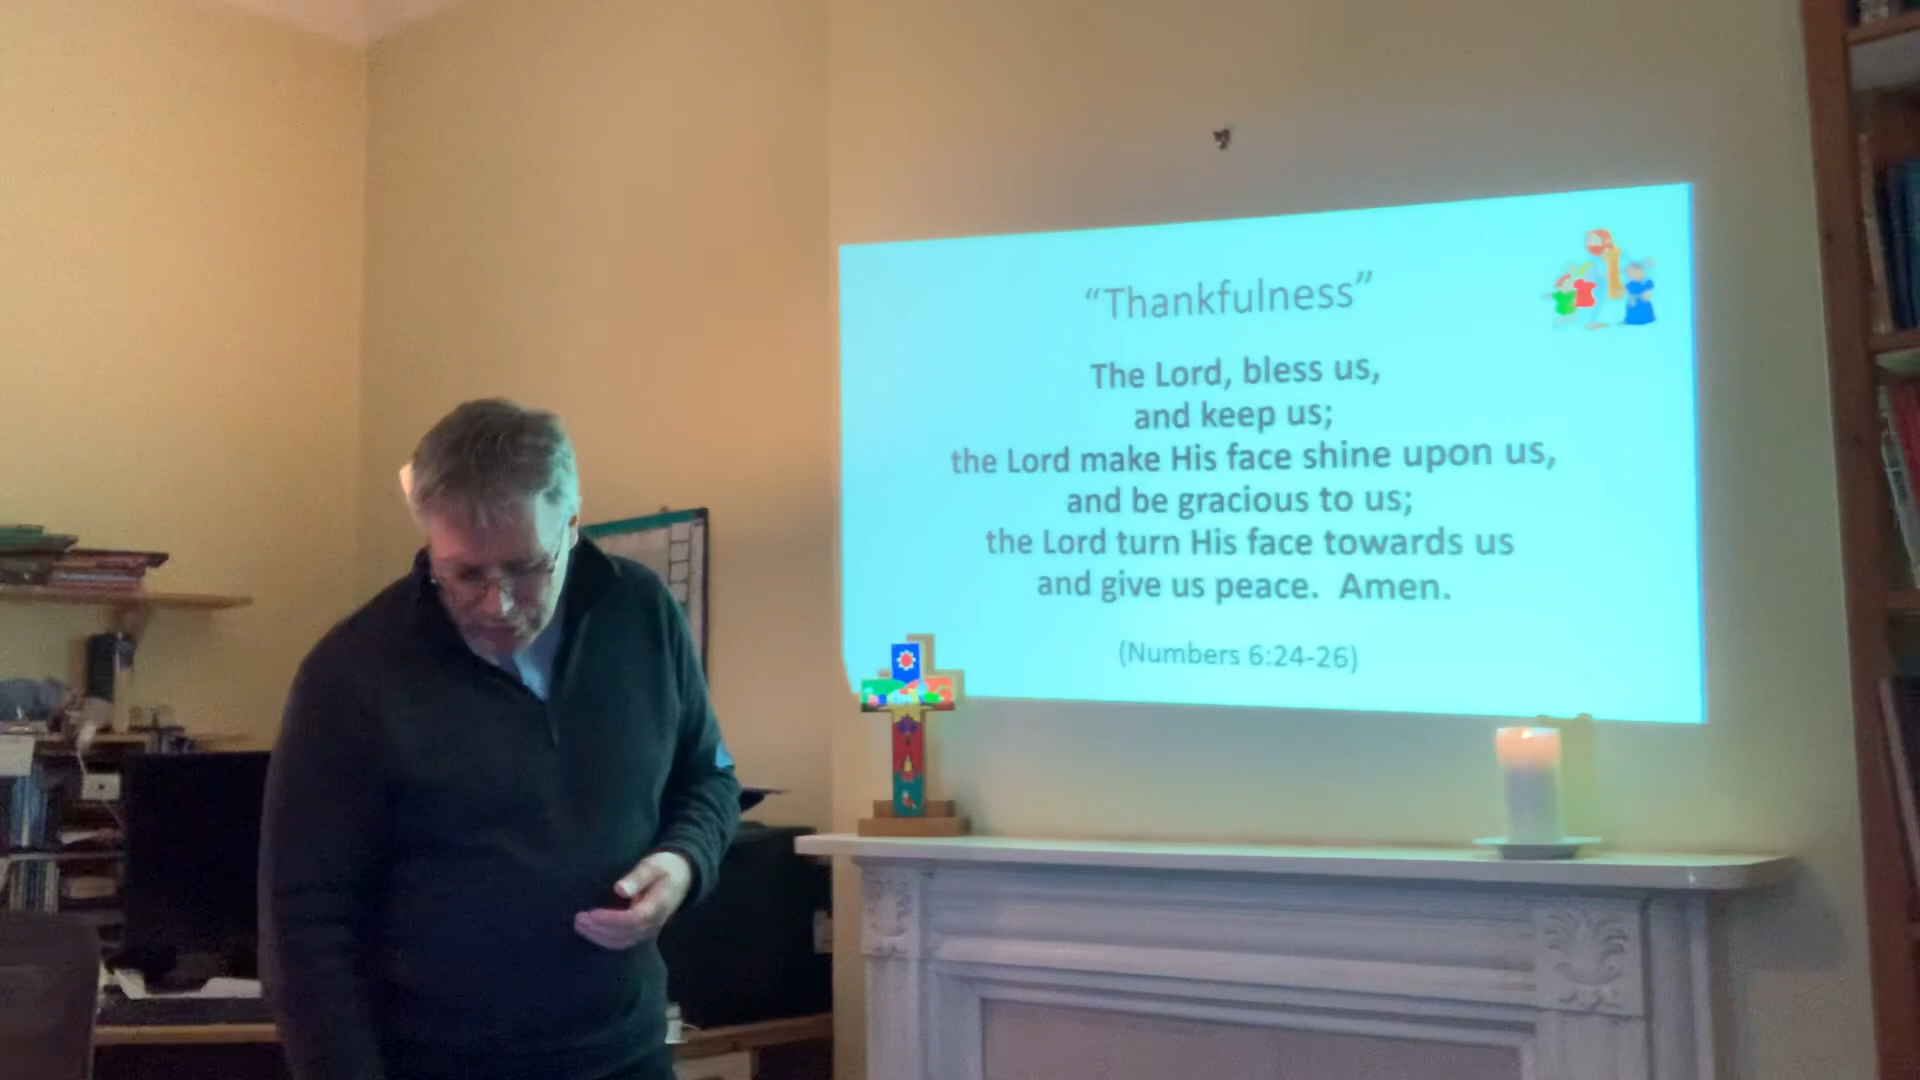 “Thankfulness”
The Lord, bless us,
and keep us;
the Lord make His face shine upon us,
and be gracious to us;
the Lord turn His face towards us
and give us peace.  Amen.
(Numbers 6:24-26)